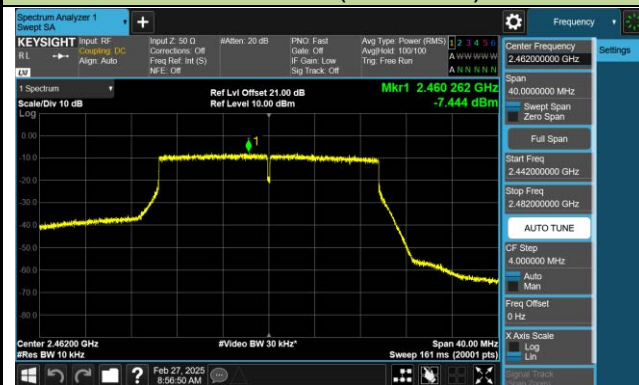 Spectrum Analyzer 1
Swept SA
Frequency
KEYSIGHT
RL
LXI
Input: RF
Coupling: DC
Align: Auto
Input Z: 50 Ω
Corrections: Off
Freq Ref: Int (S)
NFE: Off
#Atten: 20 dB
PNO: Fast
Gate: Off
IF Gain: Low
Sig Track: Off
Avg Type: Power (RMS)
Avg|Hold: 100/100
Trig: Free Run
1 2 3 4 5 6
A W W W W W
A N N N N N
1 Spectrum
Scale/Div 10 dB
Log
Ref Lvl Offset 21.00 dB
Ref Level 10.00 dBm
Mkr1 2.460 262 GHz
-7.444 dBm
1
0.00
-10.0
-20.0
-30.0
-40.0
-50.0
-60.0
-70.0
-80.0
Center 2.46200 GHz
#Res BW 10 kHz
#Video BW 30 kHz*
Span 40.00 MHz
Sweep 161 ms (20001 pts)
Center Frequency
2.462000000 GHz
Span
40.0000000 MHz
Swept Span
Zero Span
Full Span
Start Freq
2.442000000 GHz
Stop Freq
2.482000000 GHz
AUTO TUNE
CF Step
4.000000 MHz
Auto
Man
Freq Offset
0 Hz
X Axis Scale
Log
Lin
Signal Track
Settings
?
Feb 27, 2025
8:56:50 AM